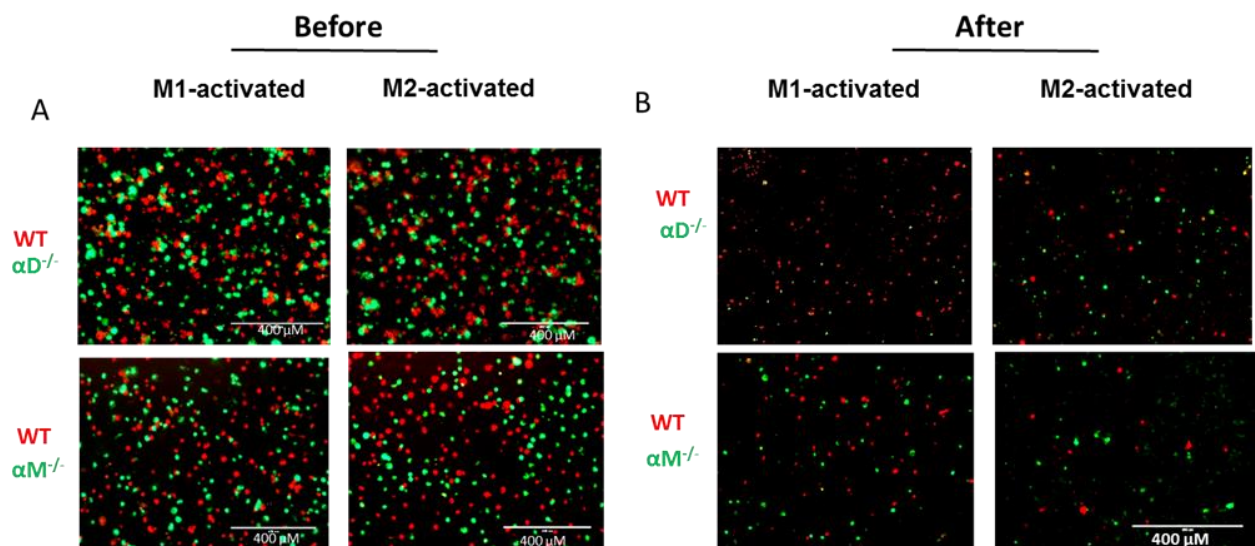 Before
After
M1-activated
M2-activated
M1-activated
M2-activated
A
B
WT
αD-/-
WT
αD-/-
400 µM
400 µM
WT
αM-/-
WT
αM-/-
400 µM
400 µM
400 µM